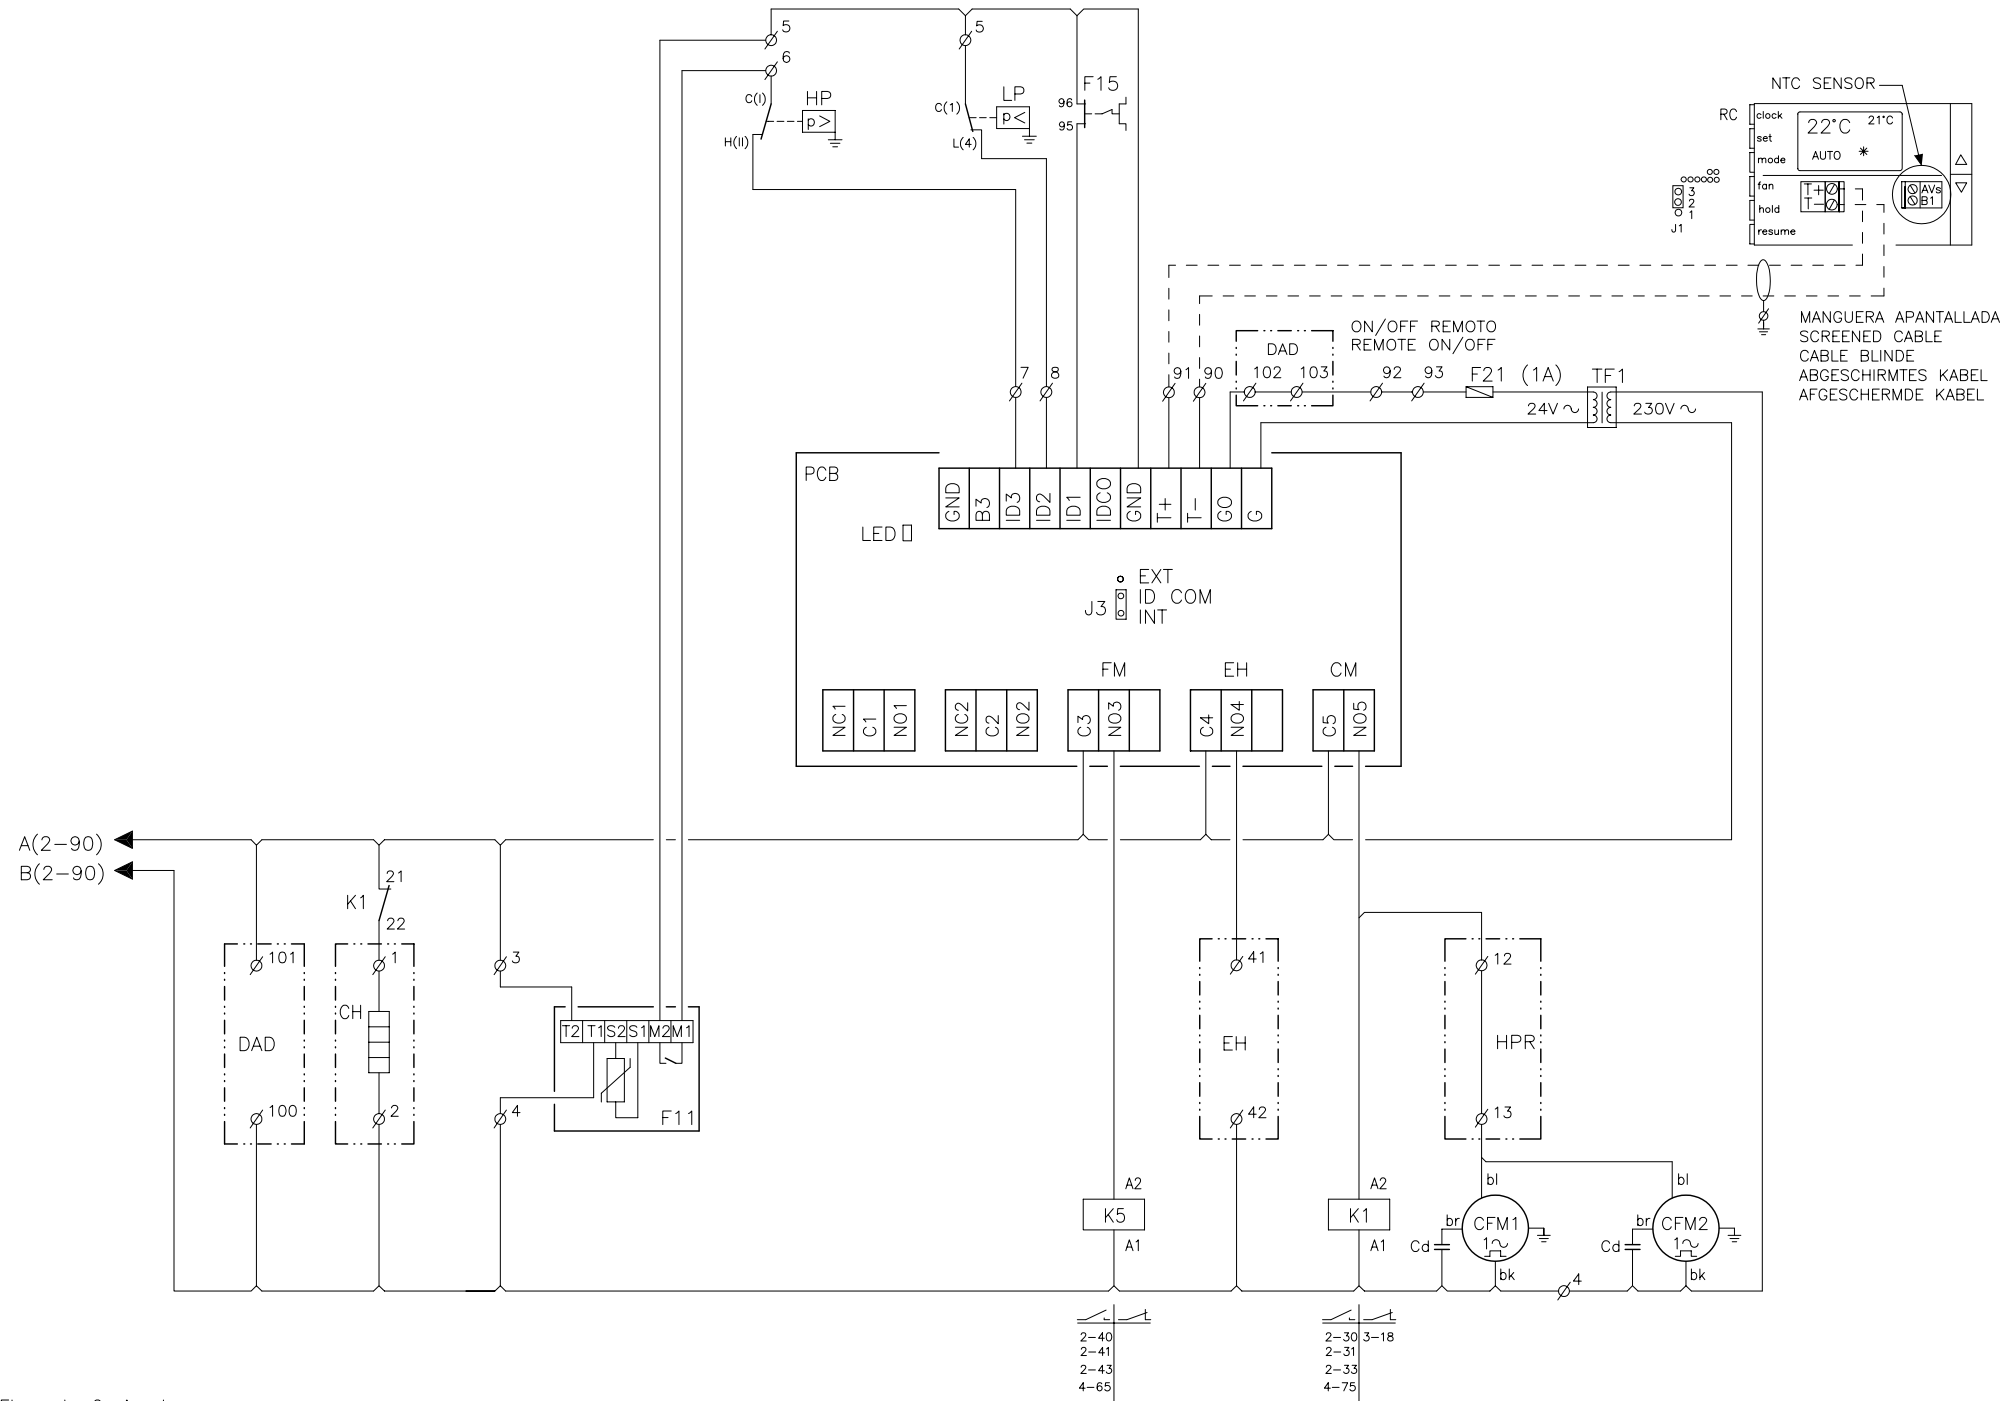 5
5
6
C(I)
HP
p>
H(II)
C(1)
LP
p<
L(4)
F15
96
95
NTC SENSOR
RC
clock
set
mode
fan
hold
resume
22°C
21°C
AUTO
*
T+
T-
AVs
B1
3
2
1
J1
MANGUERA APANTALLADA
SCREENED CABLE
CABLE BLINDE
ABGESCHIRMTES KABEL
AFGESCHERMDE KABEL
ON/OFF REMOTO
REMOTE ON/OFF
DAD
7
8
91
90
102
103
92
93
F21 (1A)
TF1
24V ~
230V ~
PCB
LED
GND
B3
ID3
ID2
ID1
IDCO
GND
T+
T-
GO
G
EXT
J3
ID COM
INT
FM
EH
CM
NC1
C1
NO1
NC2
C2
NO2
C3
NO3
C4
NO4
C5
NO5
A(2-90)
B(2-90)
K1
21
22
101
DAD
100
1
CH
2
3
4
T2
T1
S2
S1
M2
M1
F11
41
EH
42
12
HPR
13
A2
K5
A1
A2
K1
A1
bl
br
CFM1
1~
Cd
bk
4
bl
br
CFM2
1~
Cd
bk
2-40
2-41
2-43
4-65
2-30 3-18
2-31
2-33
4-75